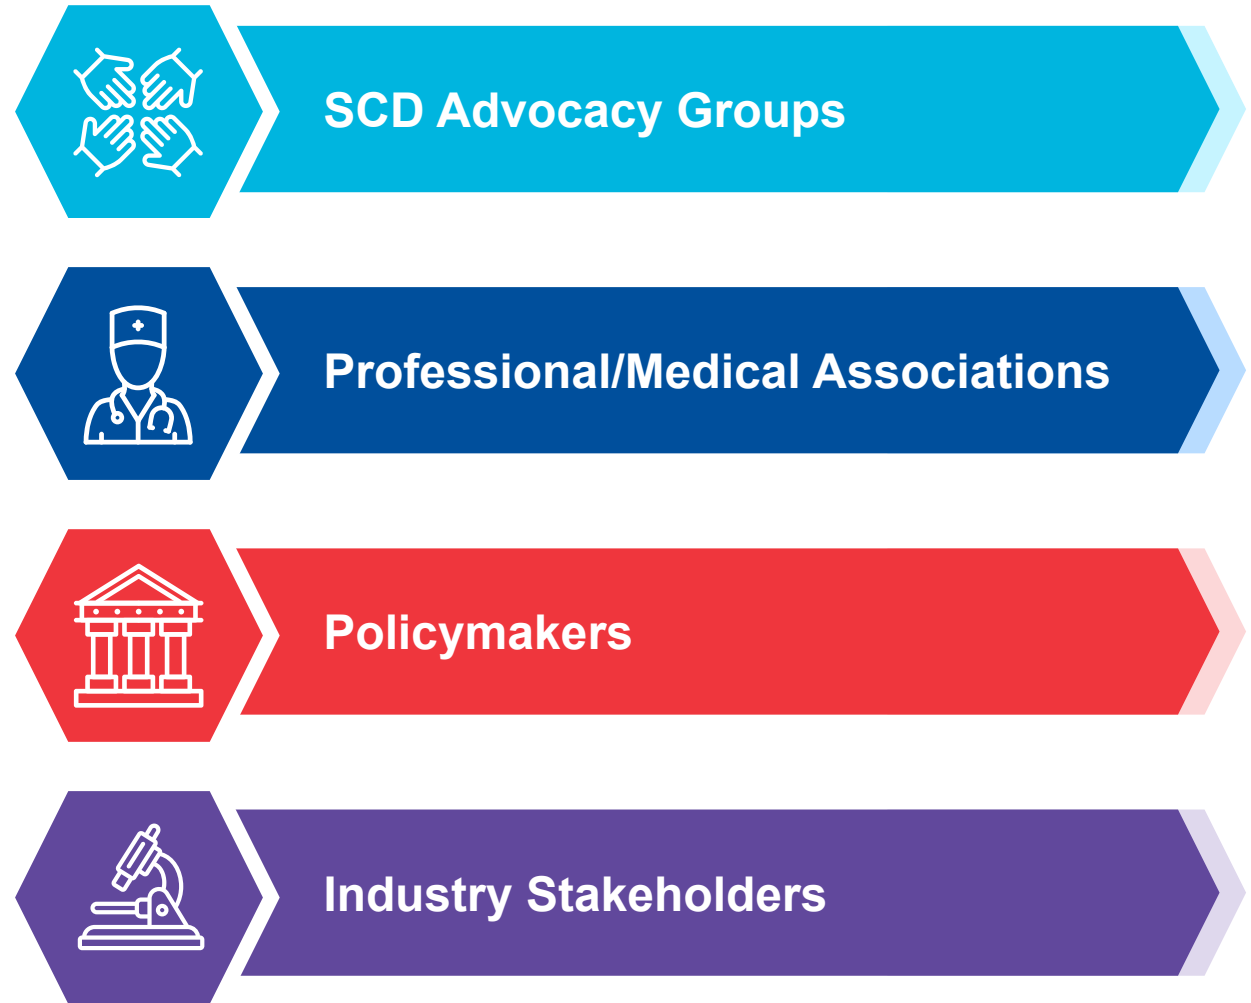 SCD Advocacy Groups
Professional/Medical Associations
Policymakers
Industry Stakeholders